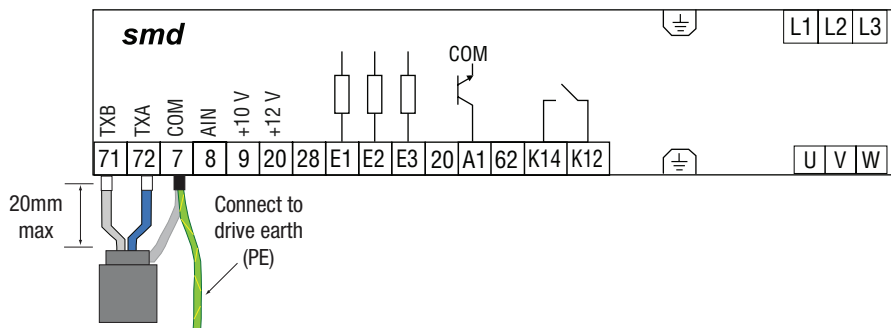 smd
L1 L2 L3
COM
TXB
TXA
COM
AIN
+10 V
+12 V
71 72 7 8 9 20 28 E1 E2 E3 20 A1 62 K14 K12
U V W
20mm
max
Connect to
drive earth
(PE)